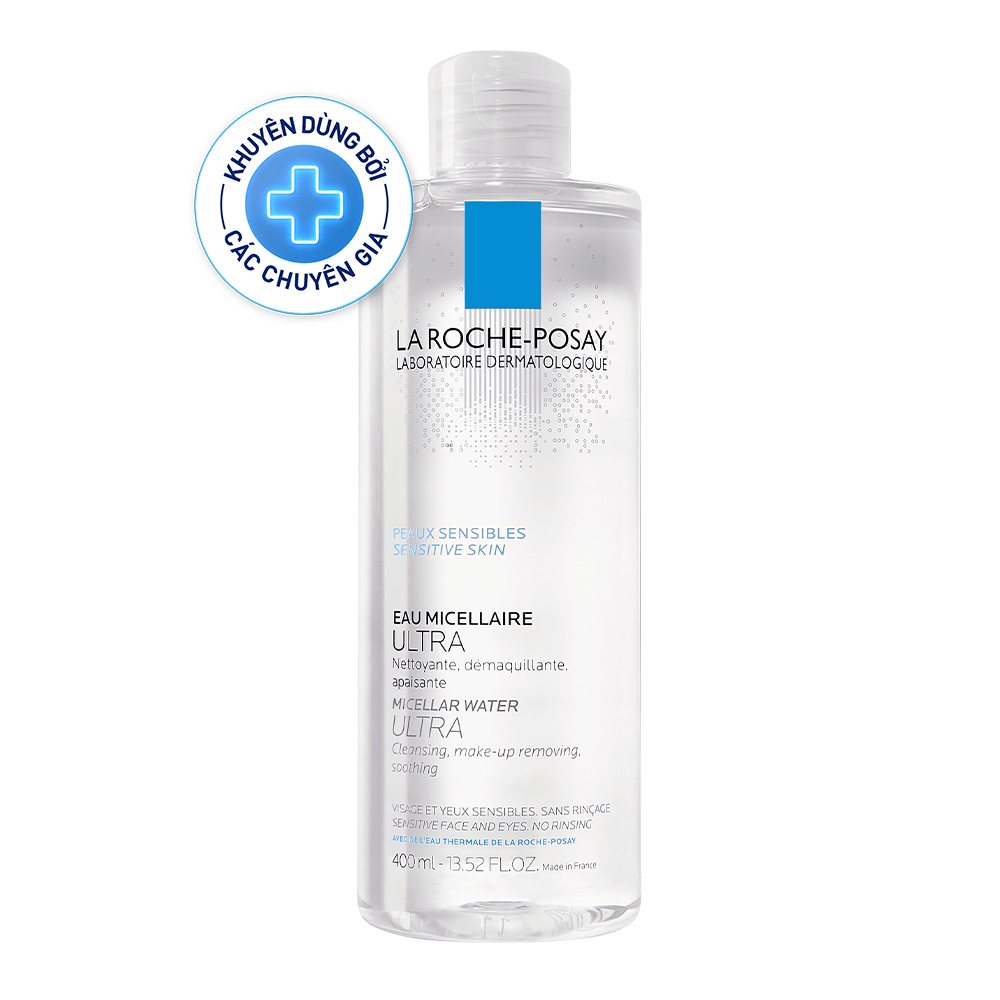 KHUYÊN DÙNG BỞI
CÁC CHUYÊN GIA
LA ROCHE-POSAY
LABORATOIRE DERMATOLOGIQUE
PEAUX SENSIBLES
SENSITIVE SKIN
EAU MICELLAIRE
ULTRA
Nettoyante, démaquillante,
apaisante
MICELLAR WATER
ULTRA
Cleansing, make-up removing,
soothing
VISAGE ET YEUX SENSIBLES. SANS RINÇAGE
SENSITIVE FACE AND EYES. NO RINSING
AVEC DE L'EAU THERMALE DE LA ROCHE-POSAY
400 ml - 13.52 FL.OZ. Made in France